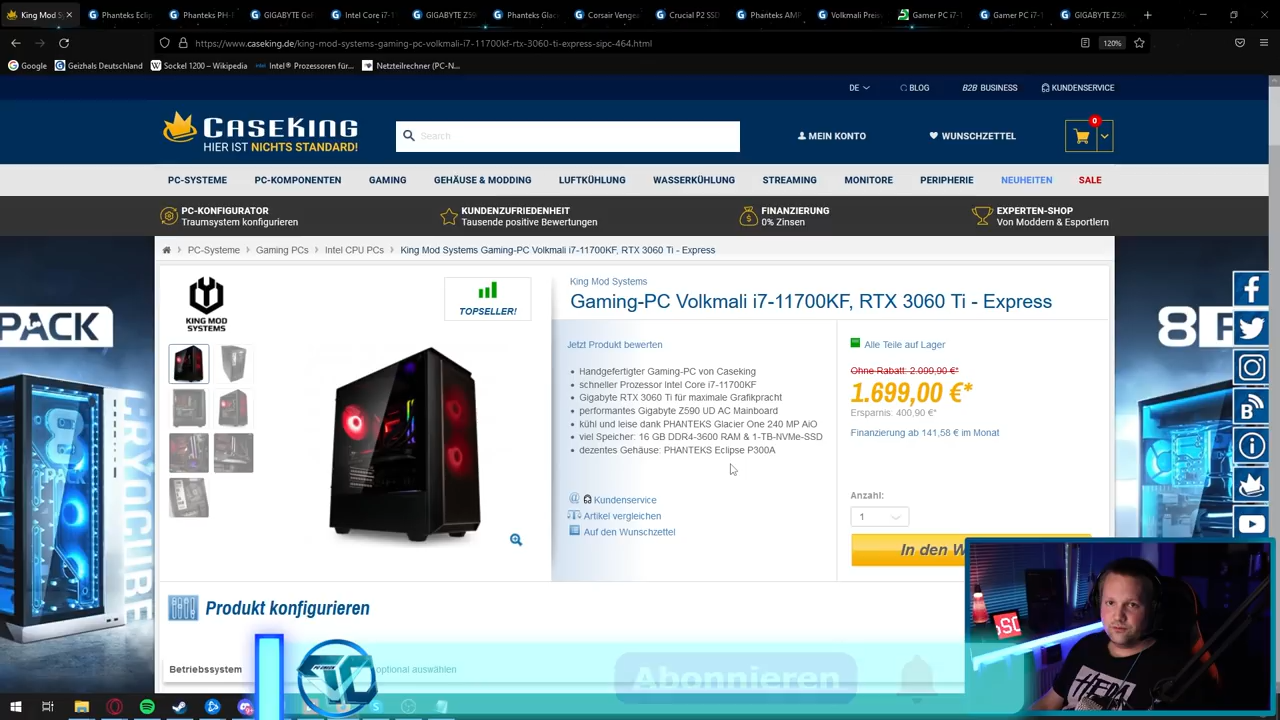 King Mod S
Phanteks Eclip
Phanteks PH-
GIGABYTE Ge
Intel Core i7-
GIGABYTE Z59
Phanteks Glac
Corsair Venge
Crucial P2 SSD
Phanteks AMP
Volkmali Preis
Gamer PC i7-1
Gamer PC i7-1
GIGABYTE Z59
https://www.caseking.de/king-mod-systems-gaming-pc-volkmali-i7-11700kf-rtx-3060-ti-express-sipc-464.html
120%
Google
Geizhals Deutschland
Sockel 1200 – Wikipedia
Intel® Prozessoren für...
Netzteilrechner (PC-N...
DE
BLOG
B2B BUSINESS
KUNDENSERVICE
CASEKING
HIER IST NICHTS STANDARD!
Search
MEIN KONTO
WUNSCHZETTEL
0
PC-SYSTEME
PC-KOMPONENTEN
GAMING
GEHÄUSE & MODDING
LUFTKÜHLUNG
WASSERKÜHLUNG
STREAMING
MONITORE
PERIPHERIE
NEUHEITEN
SALE
PC-KONFIGURATOR
Traumsystem konfigurieren
KUNDENZUFRIEDENHEIT
Tausende positive Bewertungen
FINANZIERUNG
0% Zinsen
EXPERTEN-SHOP
Von Moddern & Esportlern
PC-Systeme
Gaming PCs
Intel CPU PCs
King Mod Systems Gaming-PC Volkmali i7-11700KF, RTX 3060 Ti - Express
PACK
KING MOD
SYSTEMS
TOPSELLER!
King Mod Systems
Gaming-PC Volkmali i7-11700KF, RTX 3060 Ti - Express
Jetzt Produkt bewerten
• Handgefertigter Gaming-PC von Caseking
• schneller Prozessor Intel Core i7-11700KF
• Gigabyte RTX 3060 Ti für maximale Grafikpracht
• performantes Gigabyte Z590 UD AC Mainboard
• kühl und leise dank PHANTEKS Glacier One 240 MP AiO
• viel Speicher: 16 GB DDR4-3600 RAM & 1-TB-NVMe-SSD
• dezentes Gehäuse: PHANTEKS Eclipse P300A
Kundenservice
Artikel vergleichen
Auf den Wunschzettel
Alle Teile auf Lager
Ohne Rabatt: 2.099,90 €*
1.699,00 €*
Ersparnis: 400,90 €*
Finanzierung ab 141,58 € im Monat
Anzahl:
1
In den W
Produkt konfigurieren
Betriebssystem
optional auswählen
Abonnieren